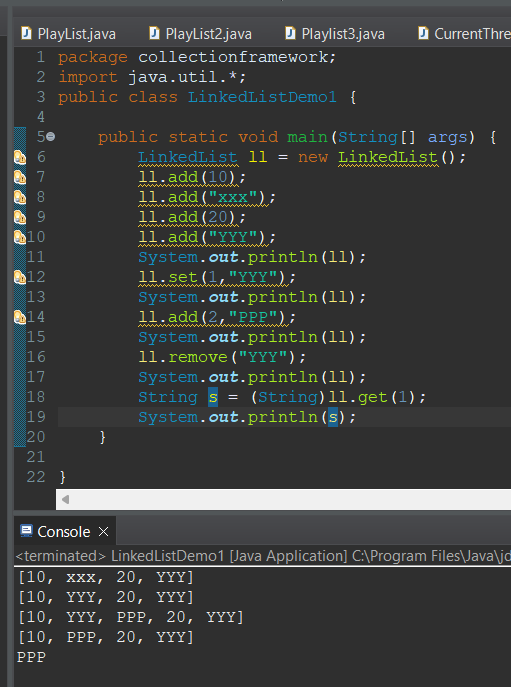 PlayList.java PlayList2.java Playlist3.java CurrentThre
1 package collectionframework;
2 import java.util.*;
3 public class LinkedListDemo1 {
4
5 public static void main(String[] args) {
6 LinkedList ll = new LinkedList();
7 ll.add(10);
8 ll.add("xxx");
9 ll.add(20);
10 ll.add("YYY");
11 System.out.println(ll);
12 ll.set(1,"YYY");
13 System.out.println(ll);
14 ll.add(2,"PPP");
15 System.out.println(ll);
16 ll.remove("YYY");
17 System.out.println(ll);
18 String s = (String)ll.get(1);
19 System.out.println(s);
20 }
21
22 }
Console
<terminated> LinkedListDemo1 [Java Application] C:\Program Files\Java\jd
[10, xxx, 20, YYY]
[10, YYY, 20, YYY]
[10, YYY, PPP, 20, YYY]
[10, PPP, 20, YYY]
PPP